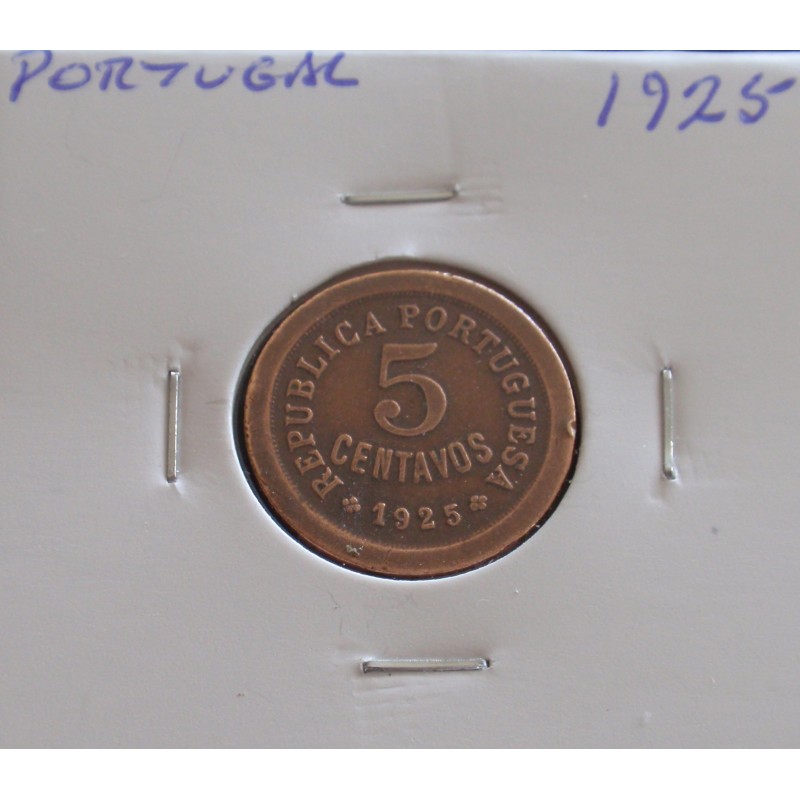 PORTUGAL 1925
REPUBLICA PORTUGUESA
5
CENTAVOS
1925